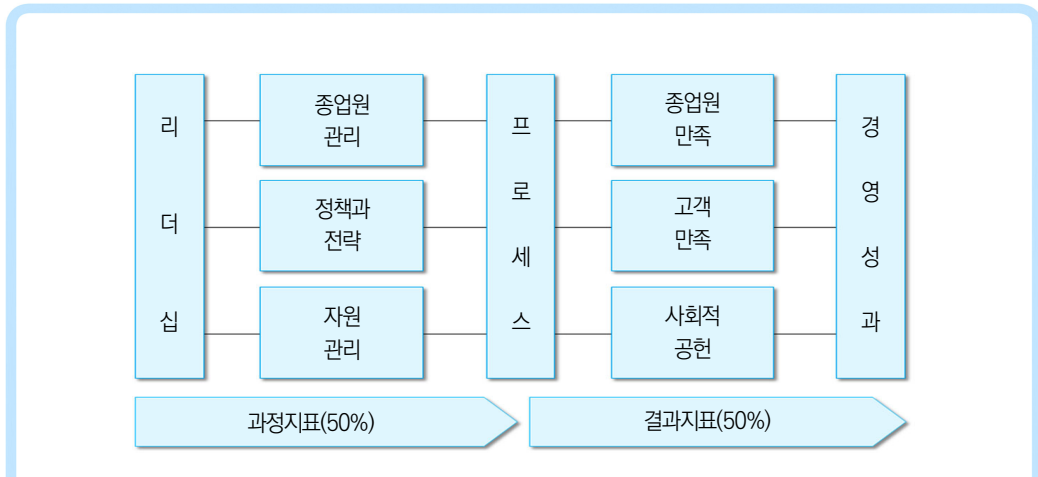 리더십
종업원
관리
정책과
전략
자원
관리
프로세스
종업원
만족
고객
만족
사회적
공헌
경영성과
과정지표(50%)
결과지표(50%)